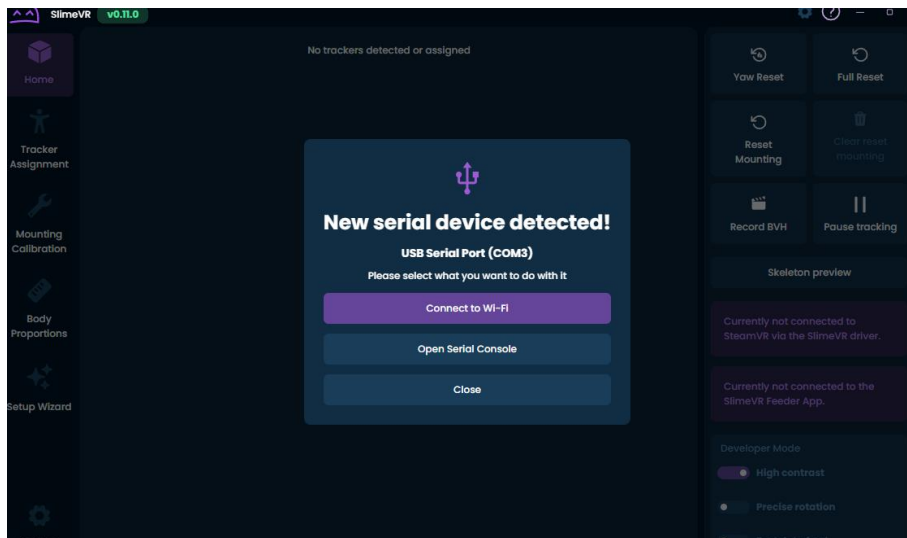 SlimeVR v0.11.0
Home
Tracker
Assignment
Mounting
Calibration
Body
Proportions
Setup Wizard
No trackers detected or assigned
New serial device detected!
USB Serial Port (COM3)
Please select what you want to do with it
Connect to Wi-Fi
Open Serial Console
Close
Yaw Reset
Full Reset
Reset
Mounting
Clear reset
mounting
Record BVH
Pause tracking
Skeleton preview
Currently not connected to
SteamVR via the SlimeVR driver.
Currently not connected to the
SlimeVR Feeder App.
Developer Mode
High contrast
Precise rotation